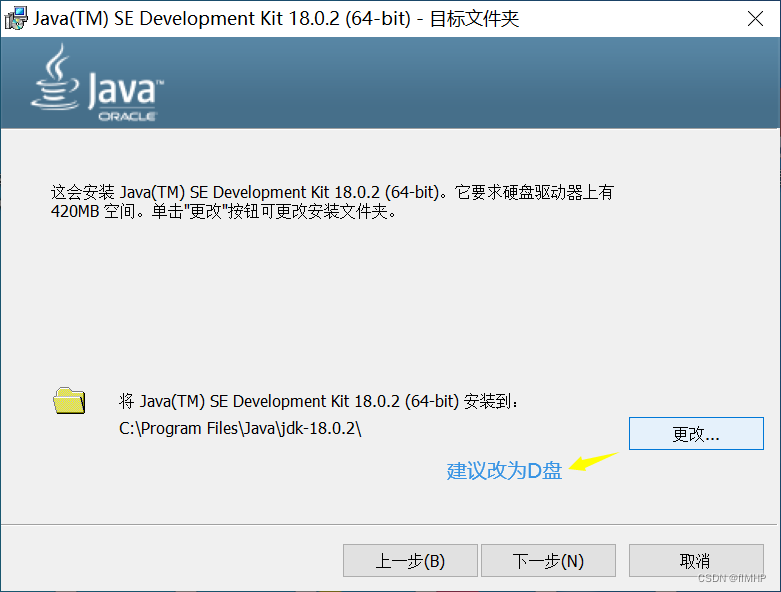 Java(TM) SE Development Kit 18.0.2 (64-bit) - 目标文件夹
Java™
ORACLE
这会安装 Java(TM) SE Development Kit 18.0.2 (64-bit)。它要求硬盘驱动器上有
420MB 空间。单击"更改"按钮可更改安装文件夹。
将 Java(TM) SE Development Kit 18.0.2 (64-bit) 安装到：
C:\Program Files\Java\jdk-18.0.2\
更改...
建议改为D盘
上一步(B)
下一步(N)
取消
CSDN @flMHP